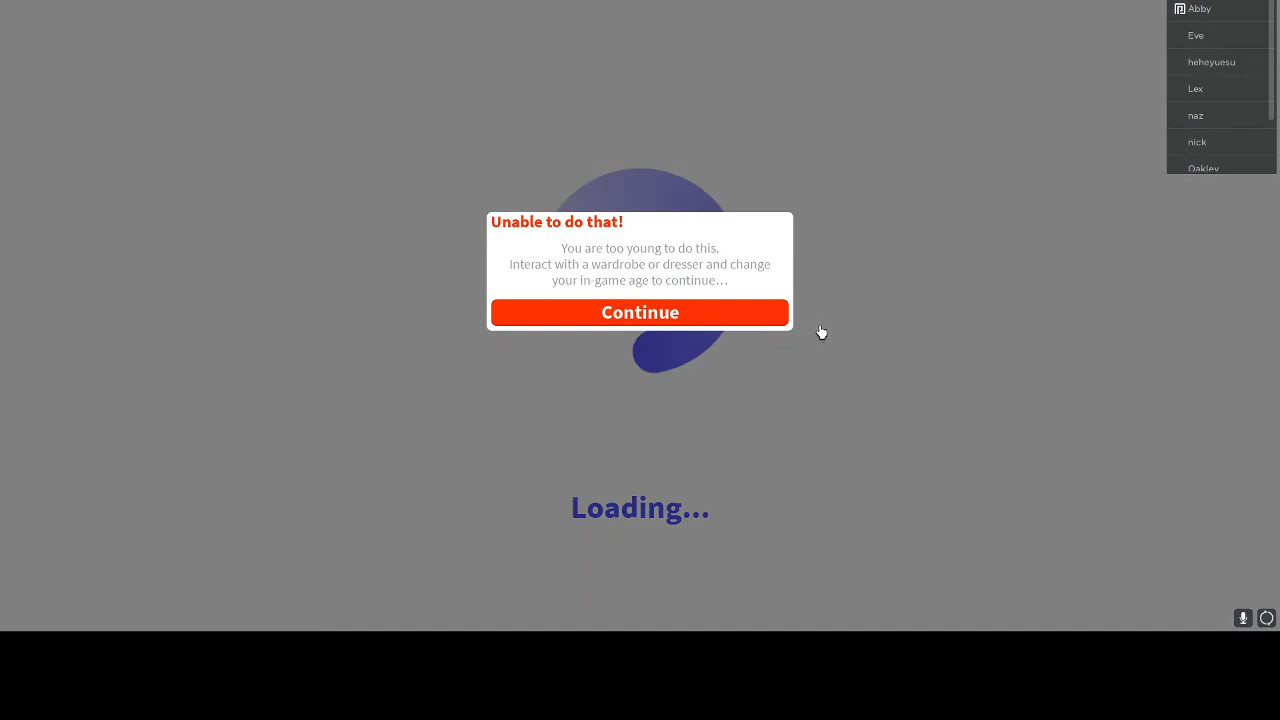 Abby
Eve
heheyuesu
Lex
naz
nick
Oakley
Unable to do that!
You are too young to do this.
Interact with a wardrobe or dresser and change
your in-game age to continue...
Continue
Loading...